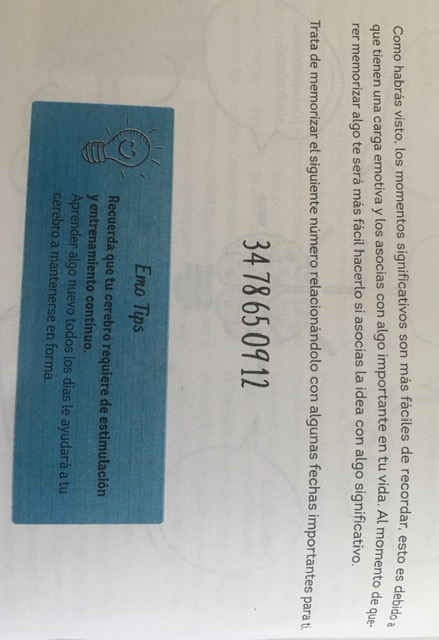 Como habrás visto, los momentos significativos son más fáciles de recordar, esto es debido a
que tienen una carga emotiva y los asocias con algo importante en tu vida. Al momento de que-
rer memorizar algo te será más fácil hacerlo si asocias la idea con algo significativo.
Trata de memorizar el siguiente número relacionándolo con algunas fechas importantes para ti.
3478650912
Emo Tips
Recuerda que tu cerebro requiere de estimulación
y entrenamiento continuo.
Aprender algo nuevo todos los días le ayudará a tu
cerebro a mantenerse en forma.